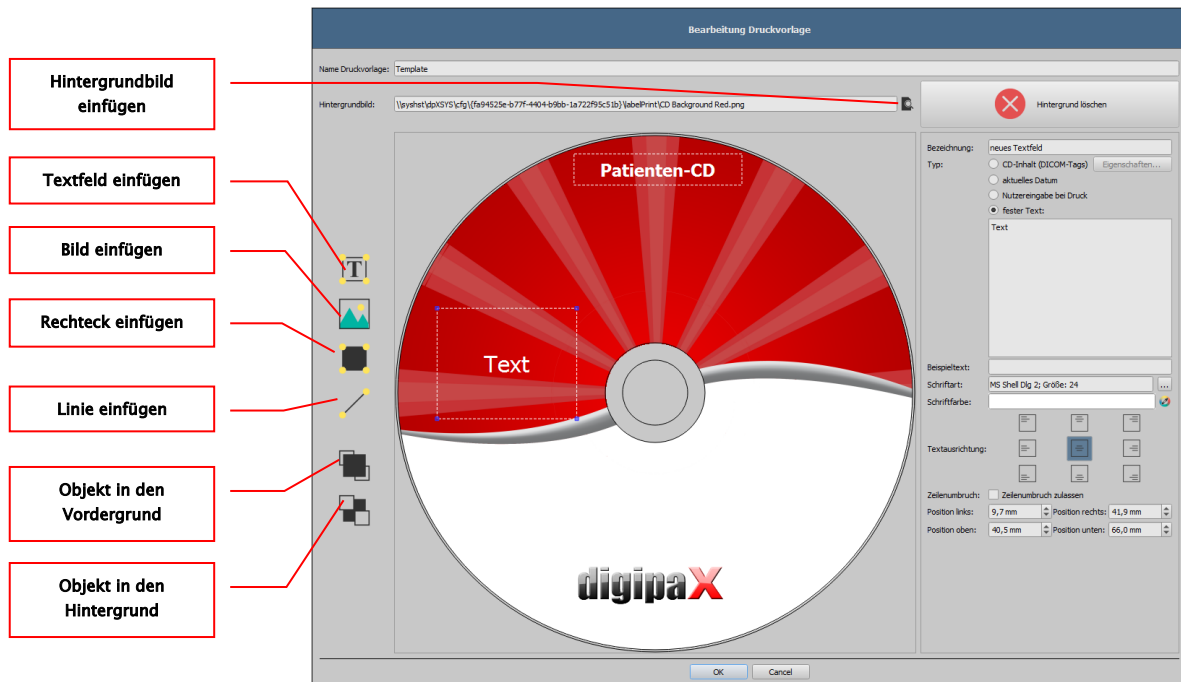 Bearbeitung Druckvorlage
Name Druckvorlage: Template
Hintergrundbild: \\syshst\dpXSYS\cfg\{fa94525e-b77f-4404-b9bb-1a722f95c51b}\labelPrint\CD Background Red.png
Hintergrund löschen
Hintergrundbild
einfügen
Textfeld einfügen
Bild einfügen
Rechteck einfügen
Linie einfügen
Objekt in den
Vordergrund
Objekt in den
Hintergrund
T
Patienten-CD
Text
digipaX
Bezeichnung: neues Textfeld
Typ: CD-Inhalt (DICOM-Tags) Eigenschaften...
aktuelles Datum
Nutzereingabe bei Druck
fester Text:
Text
Beispieltext:
Schriftart: MS Shell Dlg 2; Größe: 24 ...
Schriftfarbe:
Textausrichtung:
Zeilenumbruch: Zeilenumbruch zulassen
Position links: 9,7 mm Position rechts: 41,9 mm
Position oben: 40,5 mm Position unten: 66,0 mm
OK Cancel